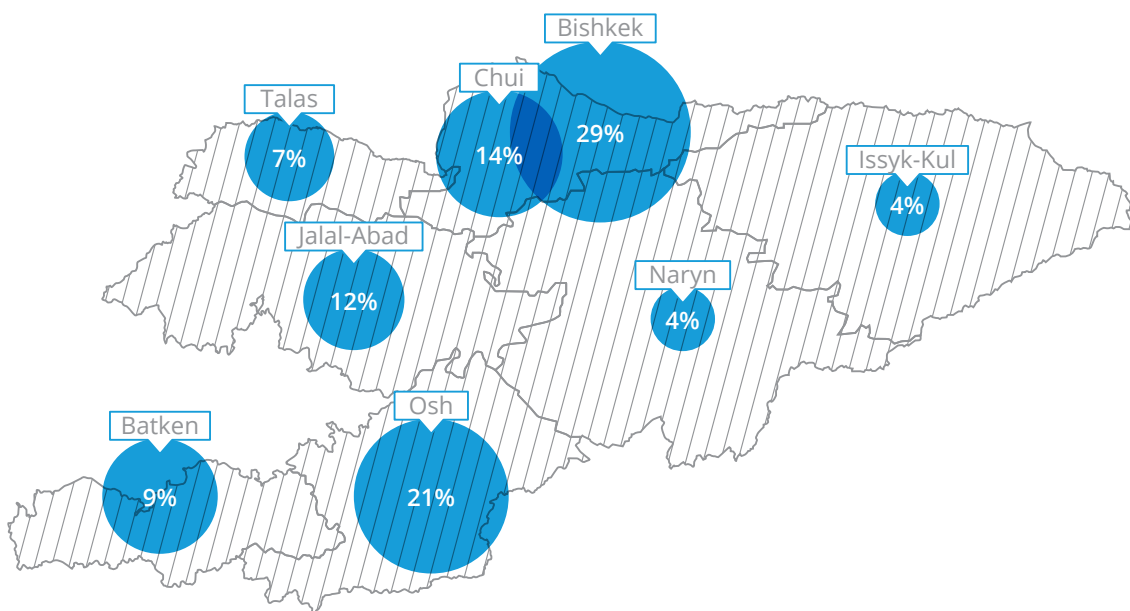 Bishkek
29%
Chui
14%
Talas
7%
Issyk-Kul
4%
Jalal-Abad
12%
Naryn
4%
Osh
21%
Batken
9%